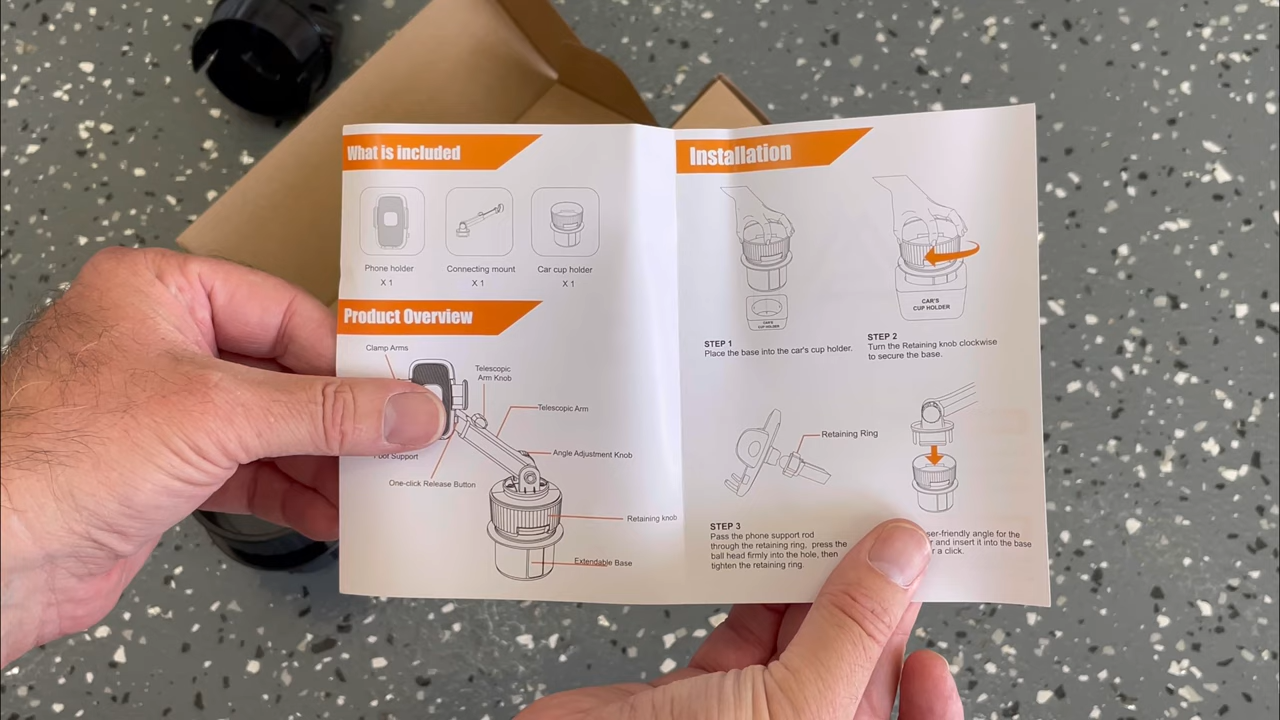 What is included
Phone holder
X 1
Connecting mount
X 1
Car cup holder
X 1
Product Overview
Clamp Arms
Telescopic
Arm Knob
Telescopic Arm
Angle Adjustment Knob
Support
One-click Release Button
Retaining knob
Extendable Base
Installation
CAR'S
CUP HOLDER
STEP 1
Place the base into the car's cup holder.
CAR'S
CUP HOLDER
STEP 2
Turn the Retaining knob clockwise
to secure the base.
Retaining Ring
STEP 3
Pass the phone support rod
through the retaining ring, press the
ball head firmly into the hole, then
tighten the retaining ring.
ser-friendly angle for the
and insert it into the base
a click.